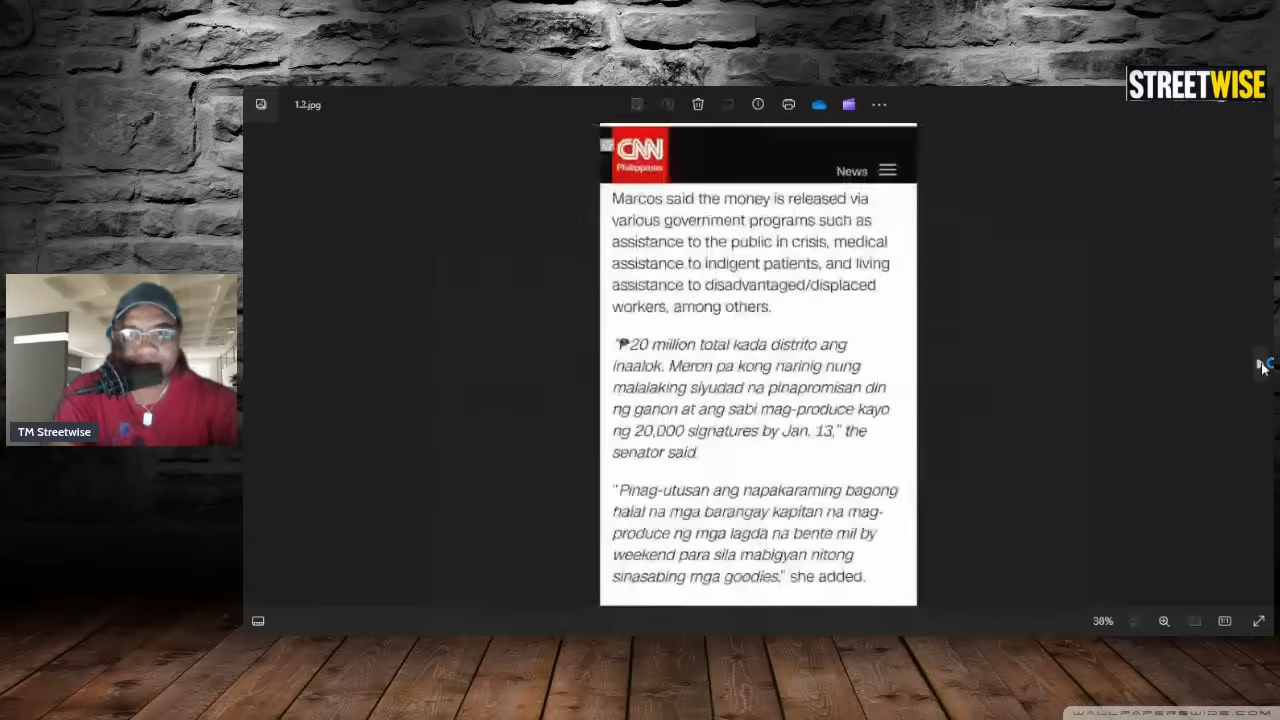 STREETWISE
1.2.jpg
CNN
Philippines
News
Marcos said the money is released via
various government programs such as
assistance to the public in crisis, medical
assistance to indigent patients, and living
assistance to disadvantaged/displaced
workers, among others.
"₱20 million total kada distrito ang
inaalok. Meron pa kong narinig nung
malalaking siyudad na pinapromisan din
ng ganon at ang sabi mag-produce kayo
ng 20,000 signatures by Jan. 13," the
senator said
"Pinag-utusan ang napakaraming bagong
halal na mga barangay kapitan na mag-
produce ng mga lagda na bente mil by
weekend para sila mabigyan nitong
sinasabing mga goodies," she added.
TM Streetwise
38%
WALLPAPERSWIDE.COM